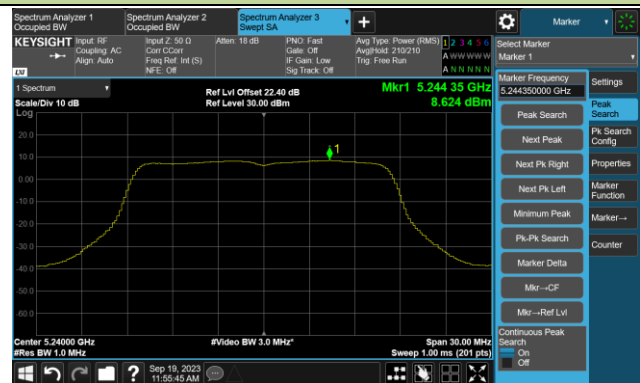 Spectrum Analyzer 1
Occupied BW
Spectrum Analyzer 2
Occupied BW
Spectrum Analyzer 3
Swept SA
Marker
KEYSIGHT
Input: RF
Coupling: AC
Align: Auto
Input Z: 50 Ω
Corr CCorr
Freq Ref: Int (S)
NFE: Off
Atten: 18 dB
PNO: Fast
Gate: Off
IF Gain: Low
Sig Track: Off
Avg Type: Power (RMS)
Avg|Hold: 210/210
Trig: Free Run
1 2 3 4 5 6
A W W W W W
A N N N N N
LXI
Select Marker
Marker 1
1 Spectrum
Scale/Div 10 dB
Log
Ref Lvl Offset 22.40 dB
Ref Level 30.00 dBm
Mkr1 5.244 35 GHz
8.624 dBm
Marker Frequency
5.244350000 GHz
Settings
Peak Search
Peak
Search
Next Peak
Pk Search
Config
Next Pk Right
Properties
Next Pk Left
Marker
Function
Minimum Peak
Marker→
Pk-Pk Search
Counter
Marker Delta
Mkr→CF
Mkr→Ref Lvl
Continuous Peak
Search
On
Off
20.0
10.0
0.00
-10.0
-20.0
-30.0
-40.0
-50.0
-60.0
1
Center 5.24000 GHz
#Res BW 1.0 MHz
#Video BW 3.0 MHz*
Span 30.00 MHz
Sweep 1.00 ms (201 pts)
?
Sep 19, 2023
11:55:45 AM